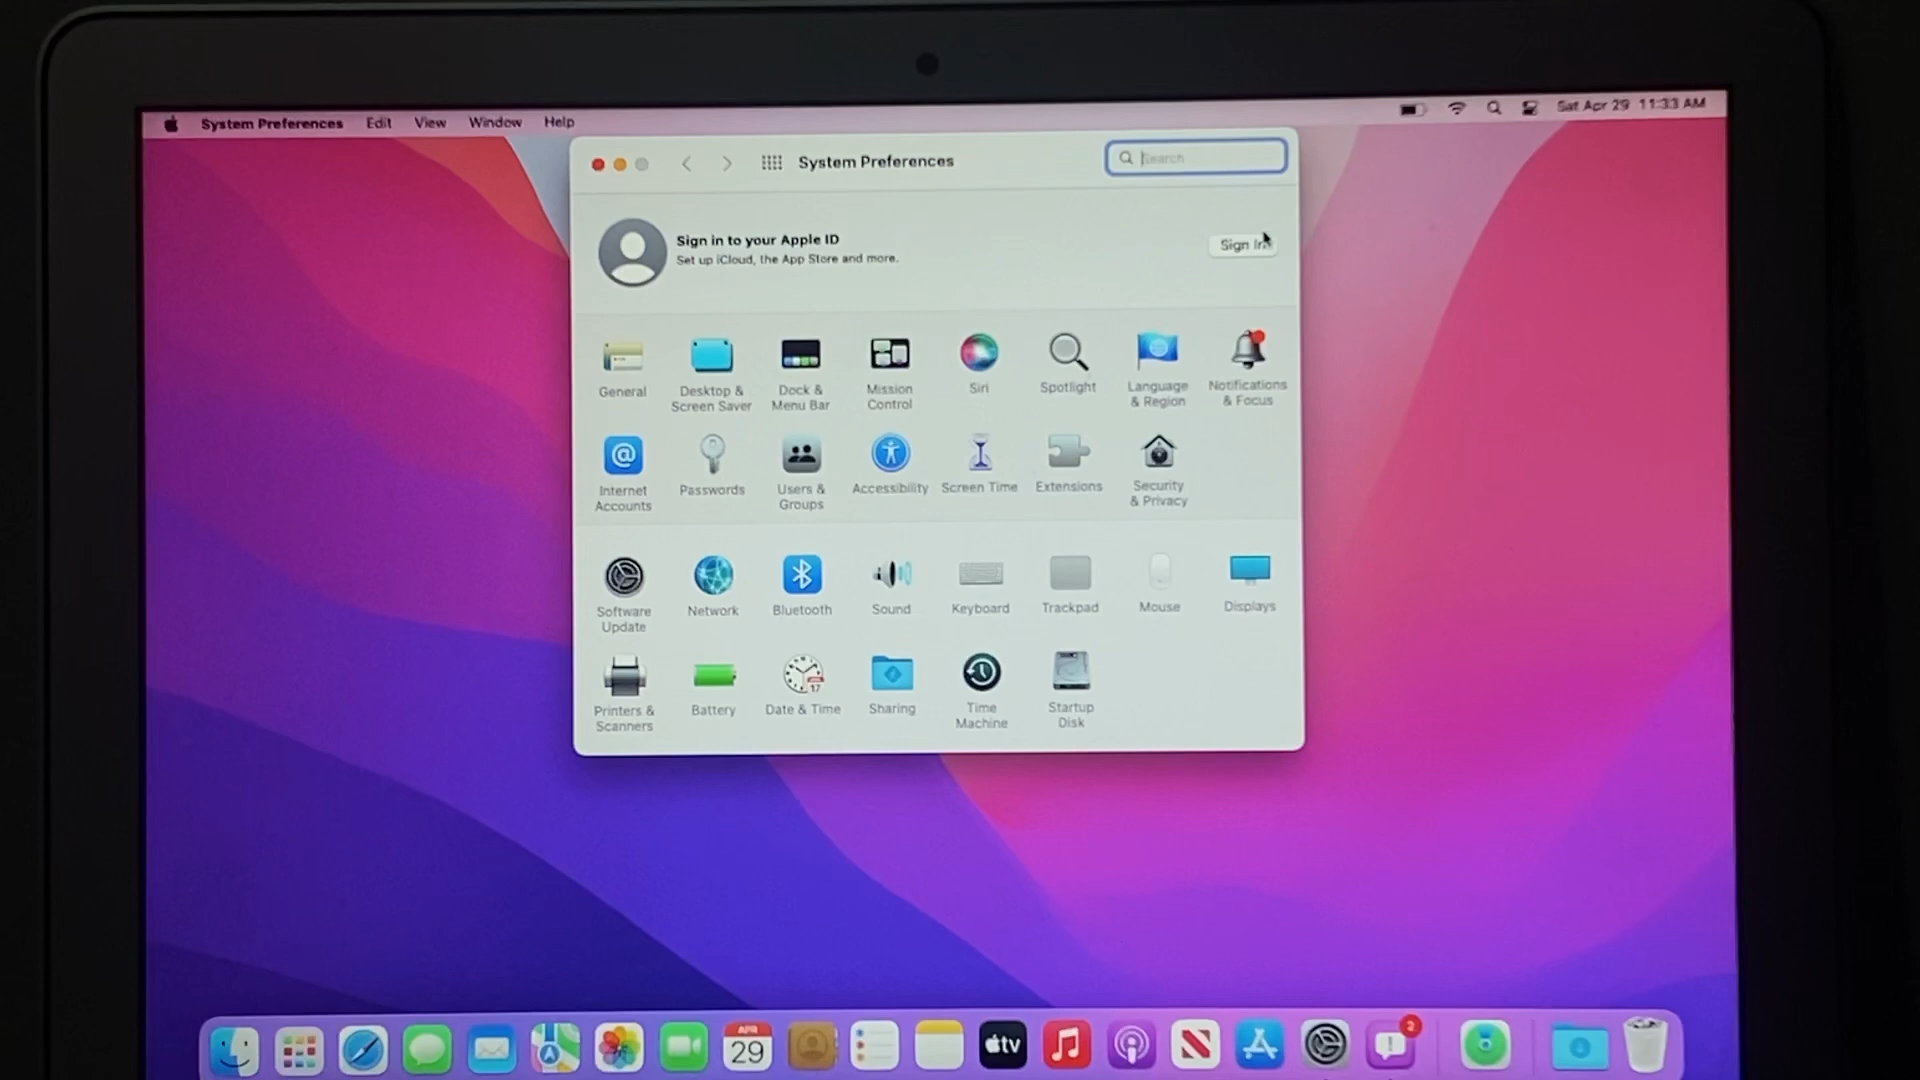 System Preferences Edit View Window Help
Sat Apr 29 11:33 AM
System Preferences
Search
Sign in to your Apple ID
Set up iCloud, the App Store and more.
Sign In
General
Desktop &
Screen Saver
Dock &
Menu Bar
Mission
Control
Siri
Spotlight
Language
& Region
Notifications
& Focus
Internet
Accounts
Passwords
Users &
Groups
Accessibility
Screen Time
Extensions
Security
& Privacy
Software
Update
Network
Bluetooth
Sound
Keyboard
Trackpad
Mouse
Displays
Printers &
Scanners
Battery
17
Date & Time
Sharing
Time
Machine
Startup
Disk
APR
29
tv
2